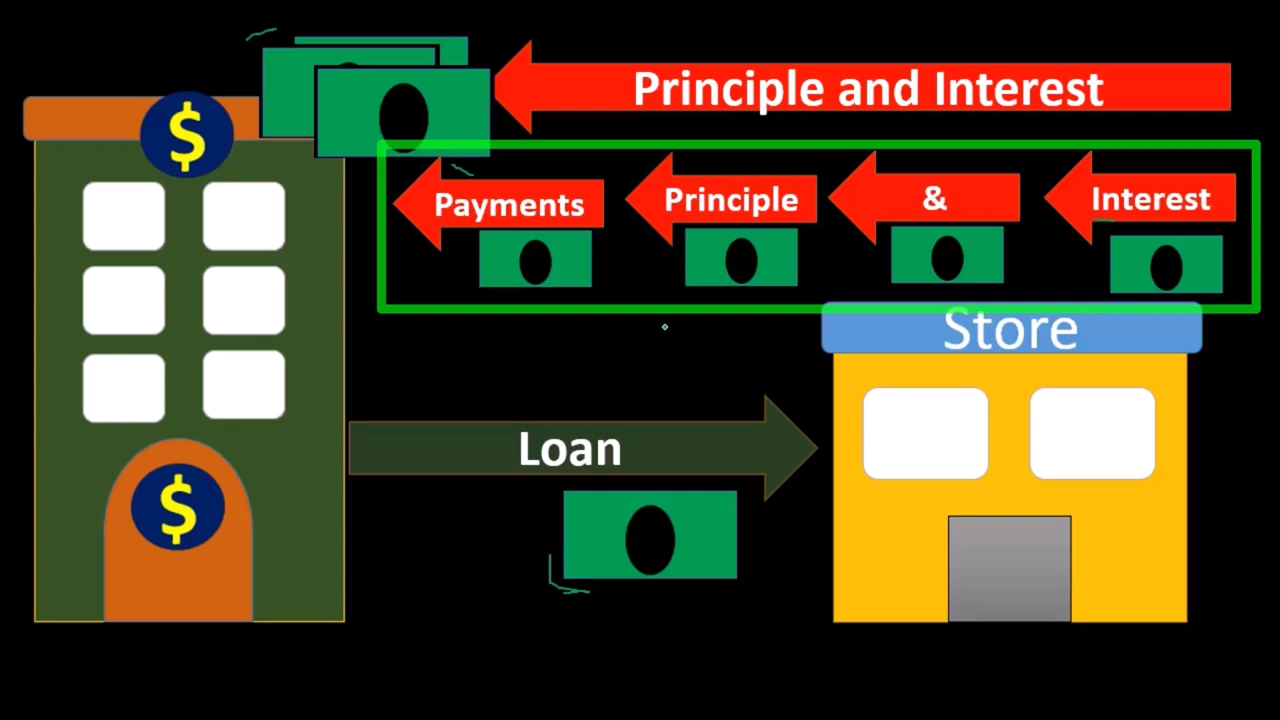 Principle and Interest
$
Payments Principle & Interest
Store
Loan
$